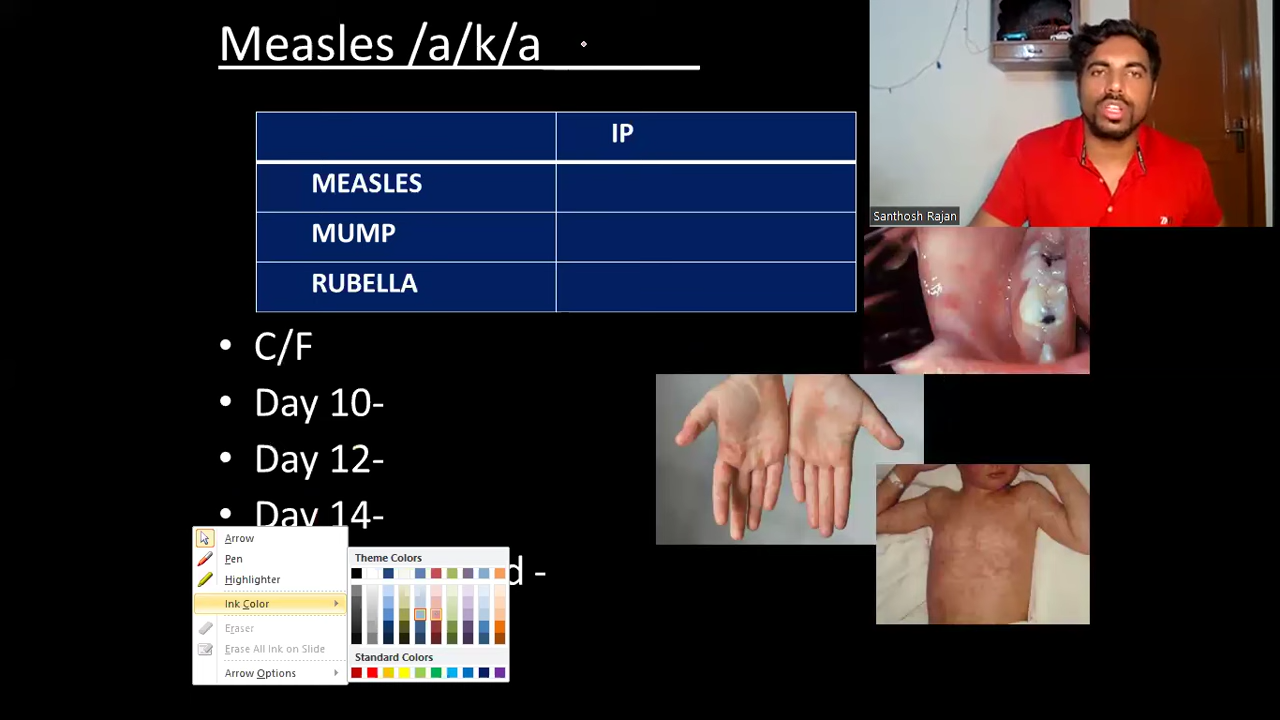 Measles /a/k/a_______
IP
MEASLES
MUMP
RUBELLA
• C/F
• Day 10-
• Day 12-
• Day 14-
d -
Santhosh Rajan
Arrow
Pen
Highlighter
Ink Color
Eraser
Erase All Ink on Slide
Arrow Options
Theme Colors
Standard Colors